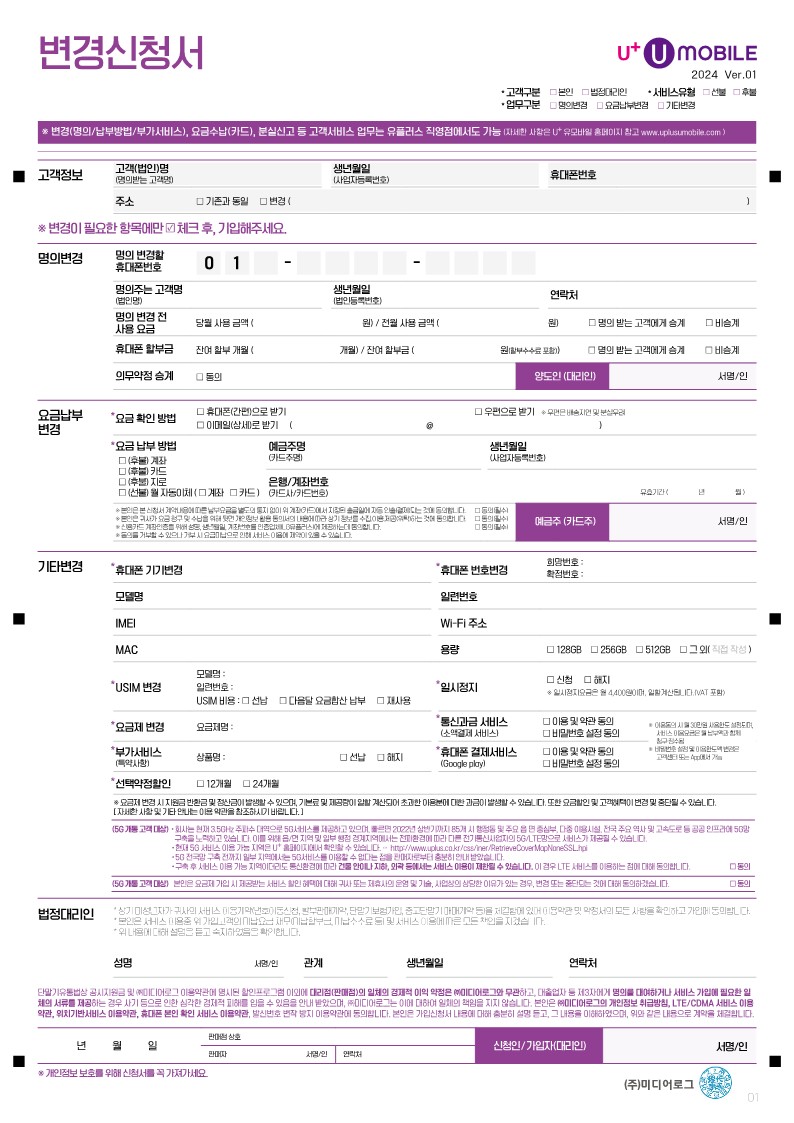 변경신청서
U+ U MOBILE
2024 Ver.01
* 고객구분 □ 본인 □ 법정대리인 * 서비스유형 □ 선불 □ 후불
* 업무구분 □ 명의변경 □ 요금납부변경 □ 기타변경
※ 변경(명의/납부방법/부가서비스), 요금수납(카드), 분실신고 등 고객서비스 업무는 유플러스 직영점에서도 가능 (자세한 사항은 U+ 유모바일 홈페이지 참고 www.uplusumobile.com )
고객정보
고객(법인)명 생년월일 휴대폰번호
(명의받는 고객명) (사업자등록번호)
주소 □ 기존과 동일 □ 변경 ( )
※ 변경이 필요한 항목에만 ☑ 체크 후, 기입해주세요.
명의변경
명의 변경할
휴대폰번호 0 1 - -
명의주는 고객명 생년월일 연락처
(법인명) (법인등록번호)
명의 변경 전
사용 요금 당월 사용 금액 ( 원) / 전월 사용 금액 ( 원) □ 명의 받는 고객에게 승계 □ 비승계
휴대폰 할부금 잔여 할부 개월 ( 개월) / 잔여 할부금 ( 원(할부수수료 포함)) □ 명의 받는 고객에게 승계 □ 비승계
의무약정 승계 □ 동의 양도인 (대리인) 서명/인
요금납부
변경
*요금 확인 방법 □ 휴대폰(간편)으로 받기 □ 우편으로 받기 ※ 우편은 배송지연 및 분실우려
□ 이메일(상세)로 받기 ( @ )
*요금 납부 방법 예금주명 생년월일
(카드주명) (사업자등록번호)
□ (후불) 계좌
□ (후불) 카드
□ (후불) 지로 은행/계좌번호
□ (선불) 월 자동이체 ( □ 계좌 □ 카드 ) (카드사/카드번호) 유효기간 ( 년 월 )
※ 본인은 본 신청서 계약내용에 따른 납부요금을 별도의 통지 없이 위 계좌/카드에서 지정된 출금일에 자동 인출(결제)되는 것에 동의합니다. □ 동의(필수)
※ 본인은 귀사가 요금 청구 및 수납을 위해 뒷면 개인정보 활용 동의서의 내용에 따라 상기 정보를 수집/이용/제공(위탁)하는 것에 동의합니다. □ 동의(필수)
□ 동의(필수)
※ 동의를 거부할 수 있으나 거부 시 요금미납으로 인해 서비스 이용에 제약이 있을 수 있습니다.
예금주 (카드주) 서명/인
기타변경
*휴대폰 기기변경 *휴대폰 번호변경 희망번호 :
확정번호 :
모델명 일련번호
IMEI Wi-Fi 주소
MAC 용량 □ 128GB □ 256GB □ 512GB □ 그 외( 직접 작성 )
*USIM 변경 모델명 :
일련번호 :
USIM 비용 : □ 선납 □ 다음달 요금합산 납부 □ 재사용
*일시정지 □ 신청 □ 해지
※ 일시정지요금은 월 4,400원이며, 일할계산됩니다.(VAT 포함)
*요금제 변경 요금제명 :
*통신과금 서비스 □ 이용 및 약관 동의
(소액결제 서비스) □ 비밀번호 설정 동의
※ 이용동의 시 월 30만원 사용한도 설정되며,
서비스 이용요금은 월 납부액과 함께
청구 징수됨
※ 비밀번호 설정 및 이용한도액 변경은
고객센터 또는 App에서 가능
*부가서비스 상품명 : □ 선납 □ 해지
(특약사항)
*휴대폰 결제서비스 □ 이용 및 약관 동의
(Google play) □ 비밀번호 설정 동의
*선택약정할인 □ 12개월 □ 24개월
※ 요금제 변경 시 지원금 반환금 및 정산금이 발생할 수 있으며, 기본료 및 제공량이 일할 계산되어 초과한 이용분에 대한 과금이 발생할 수 있습니다. 또한 요금할인 및 고객혜택이 변경 및 중단될 수 있습니다.
[ 자세한 사항 및 기타 안내는 이용 약관을 참조하시기 바랍니다. ]
(5G 개통 고객 대상) • 회사는 현재 3.5GHz 주파수 대역으로 5G서비스를 제공하고 있으며, 빠르면 2022년 상반기까지 85개 시 행정동 및 주요 읍·면 중심부, 다중 이용시설, 전국 주요 역사 및 고속도로 등 공공 인프라에 5G망
구축을 노력하고 있습니다. 이를 위해 읍/면 지역 및 일부 행정 경계지역에서는 전파환경에 따라 다른 전기통신사업자의 5G/LTE망으로 서비스가 제공될 수 있습니다.
• 현재 5G 서비스 이용 가능 지역은 U+ 홈페이지에서 확인할 수 있습니다. → http://www.uplus.co.kr/css/iner/RetrieveCoverMapNoneSSL.hpi
• 5G 전국망 구축 전까지 일부 지역에서는 5G서비스를 이용할 수 없다는 점을 판매자로부터 충분히 안내 받았습니다.
• 구축 후 서비스 이용 가능 지역이더라도 통신환경에 따라 건물 안이나 지하, 외곽 등에서는 서비스 이용이 제한될 수 있습니다. 이 경우 LTE 서비스를 이용하는 점에 대해 동의합니다. □ 동의
(5G 개통 고객 대상) 본인은 요금제 가입 시 제공받는 서비스 할인 혜택에 대해 귀사 또는 제휴사의 운영 및 기술, 사업상의 상당한 이유가 있는 경우, 변경 또는 중단되는 것에 대해 동의하겠습니다. □ 동의
법정대리인
* 상기 미성년자가 귀사의 서비스 이용계약(번호이동신청, 할부판매계약, 단말기보험가입, 중고단말기 매매계약 등)를 체결함에 있어 이용약관 및 약정서의 모든 사항을 확인하고 가입에 동의합니다.
* 본인은 서비스 이용중 위 가입고객의 미납요금 채무(미납할부금, 미납소액결제 등) 및 서비스 이용에 따른 모든 책임을 지겠습니다.
* 위 내용에 대해 설명을 듣고 숙지하였음을 확인합니다.
성명 서명/인 관계 생년월일 연락처
단말기유통법상 공시지원금 및 ㈜미디어로그 이용약관에 명시된 할인프로그램 이외에 대리점(판매점)의 일체의 경제적 이익 약정은 ㈜미디어로그와 무관하고, 대출업자 등 제3자에게 명의를 대여하거나 서비스 가입에 필요한 일
체의 서류를 제공하는 경우 사기 등으로 인한 심각한 경제적 피해를 입을 수 있음을 안내 받았으며, ㈜미디어로그는 이에 대하여 일체의 책임을 지지 않습니다. 본인은 ㈜미디어로그의 개인정보 취급방침, LTE/CDMA 서비스 이용
약관, 위치기반서비스 이용약관, 휴대폰 본인 확인 서비스 이용약관, 발신번호 변작 방지 이용약관에 동의합니다. 본인은 가입신청서 내용에 대해 충분히 설명 듣고, 그 내용을 이해하였으며, 위와 같은 내용으로 계약을 체결합니다.
년 월 일 판매점 상호
판매자 서명/인 연락처
신청인/가입자(대리인) 서명/인
※ 개인정보 보호를 위해 신청서를 꼭 가져가세요.
(주)미디어로그
01